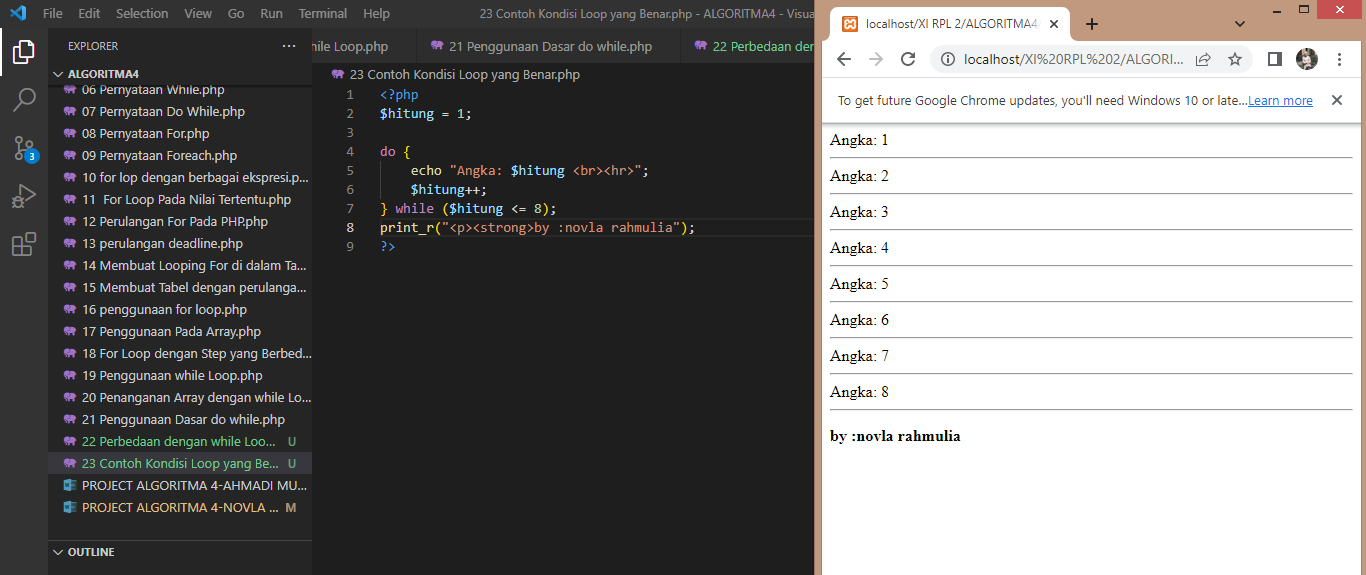 File Edit Selection View Go Run Terminal Help 23 Contoh Kondisi Loop yang Benar.php - ALGORITMA4 - Visua
EXPLORER ...
ALGORITMA4
06 Pernyataan While.php
07 Pernyataan Do While.php
08 Pernyataan For.php
09 Pernyataan Foreach.php
10 for lop dengan berbagai ekspresi.p...
11 For Loop Pada Nilai Tertentu.php
12 Perulangan For Pada PHP.php
13 perulangan deadline.php
14 Membuat Looping For di dalam Ta...
15 Membuat Tabel dengan perulanga...
16 penggunaan for loop.php
17 Penggunaan Pada Array.php
18 For Loop dengan Step yang Berbed...
19 Penggunaan while Loop.php
20 Penanganan Array dengan while Lo...
21 Penggunaan Dasar do while.php
22 Perbedaan dengan while Loo... U
23 Contoh Kondisi Loop yang Be... U
PROJECT ALGORITMA 4-AHMADI MU...
PROJECT ALGORITMA 4-NOVLA ... M
OUTLINE
3
hile Loop.php 21 Penggunaan Dasar do while.php 22 Perbedaan der
23 Contoh Kondisi Loop yang Benar.php
1 <?php
2 $hitung = 1;
3
4 do {
5 echo "Angka: $hitung <br><hr>";
6 $hitung++;
7 } while ($hitung <= 8);
8 print_r("<p><strong>by :novla rahmulia");
9 ?>
localhost/XI RPL 2/ALGORITMA4
localhost/XI%20RPL%202/ALGORI...
To get future Google Chrome updates, you'll need Windows 10 or late...Learn more
Angka: 1
Angka: 2
Angka: 3
Angka: 4
Angka: 5
Angka: 6
Angka: 7
Angka: 8
by :novla rahmulia